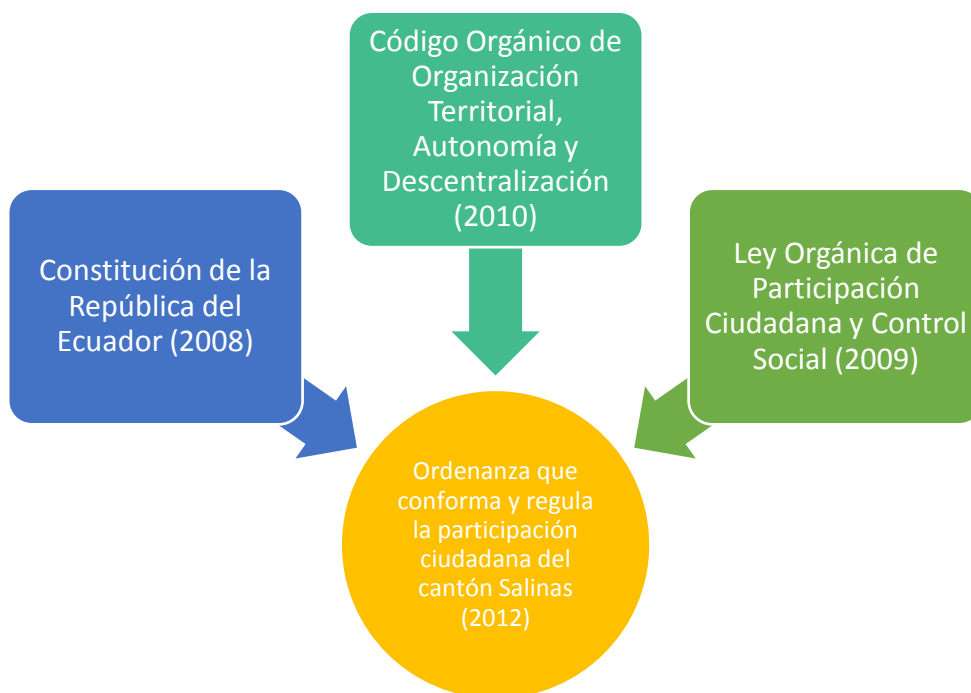 Código Orgánico de
Organización
Territorial,
Autonomía y
Descentralización
(2010)
Constitución de la
República del
Ecuador (2008)
Ley Orgánica de
Participación
Ciudadana y Control
Social (2009)
Ordenanza que
conforma y regula
la participación
ciudadana del
cantón Salinas
(2012)